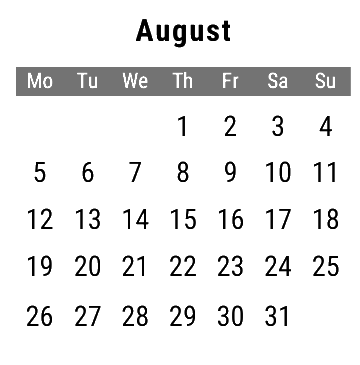 August
Mo Tu We Th Fr Sa Su
1 2 3 4
5 6 7 8 9 10 11
12 13 14 15 16 17 18
19 20 21 22 23 24 25
26 27 28 29 30 31